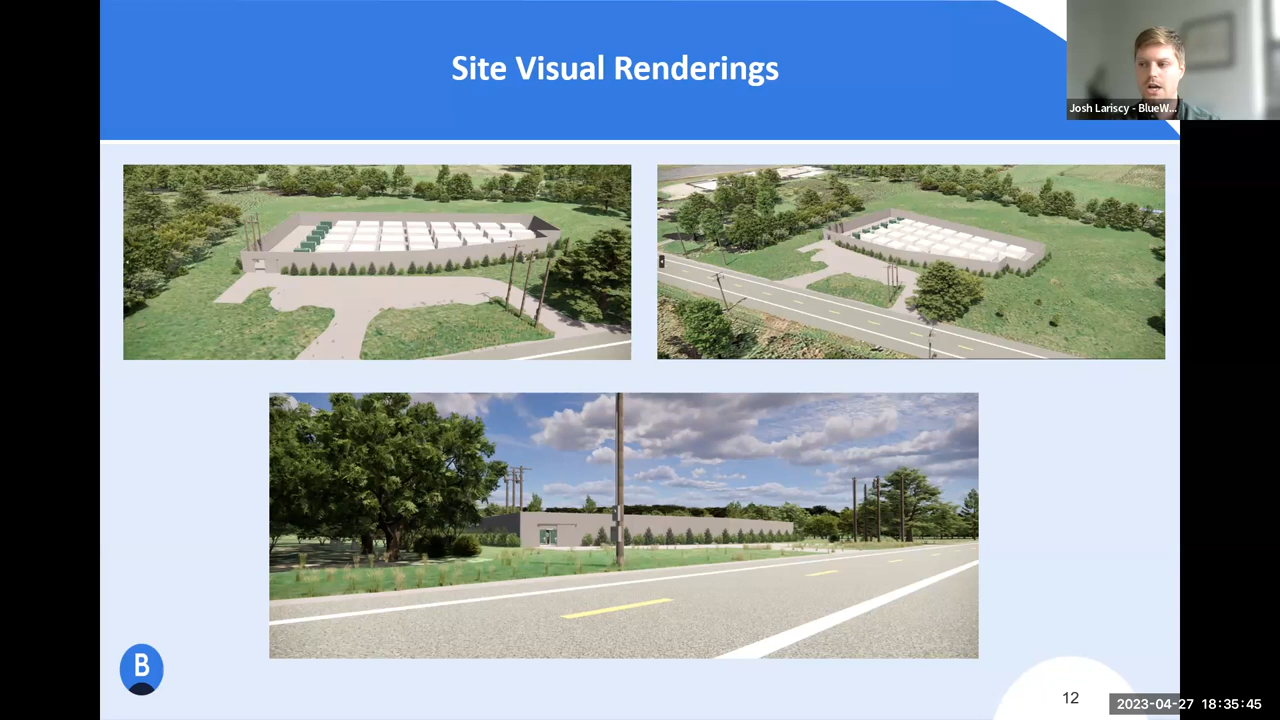 Site Visual Renderings
Josh Lariscy - BlueW...
B
12
2023-04-27 18:35:45